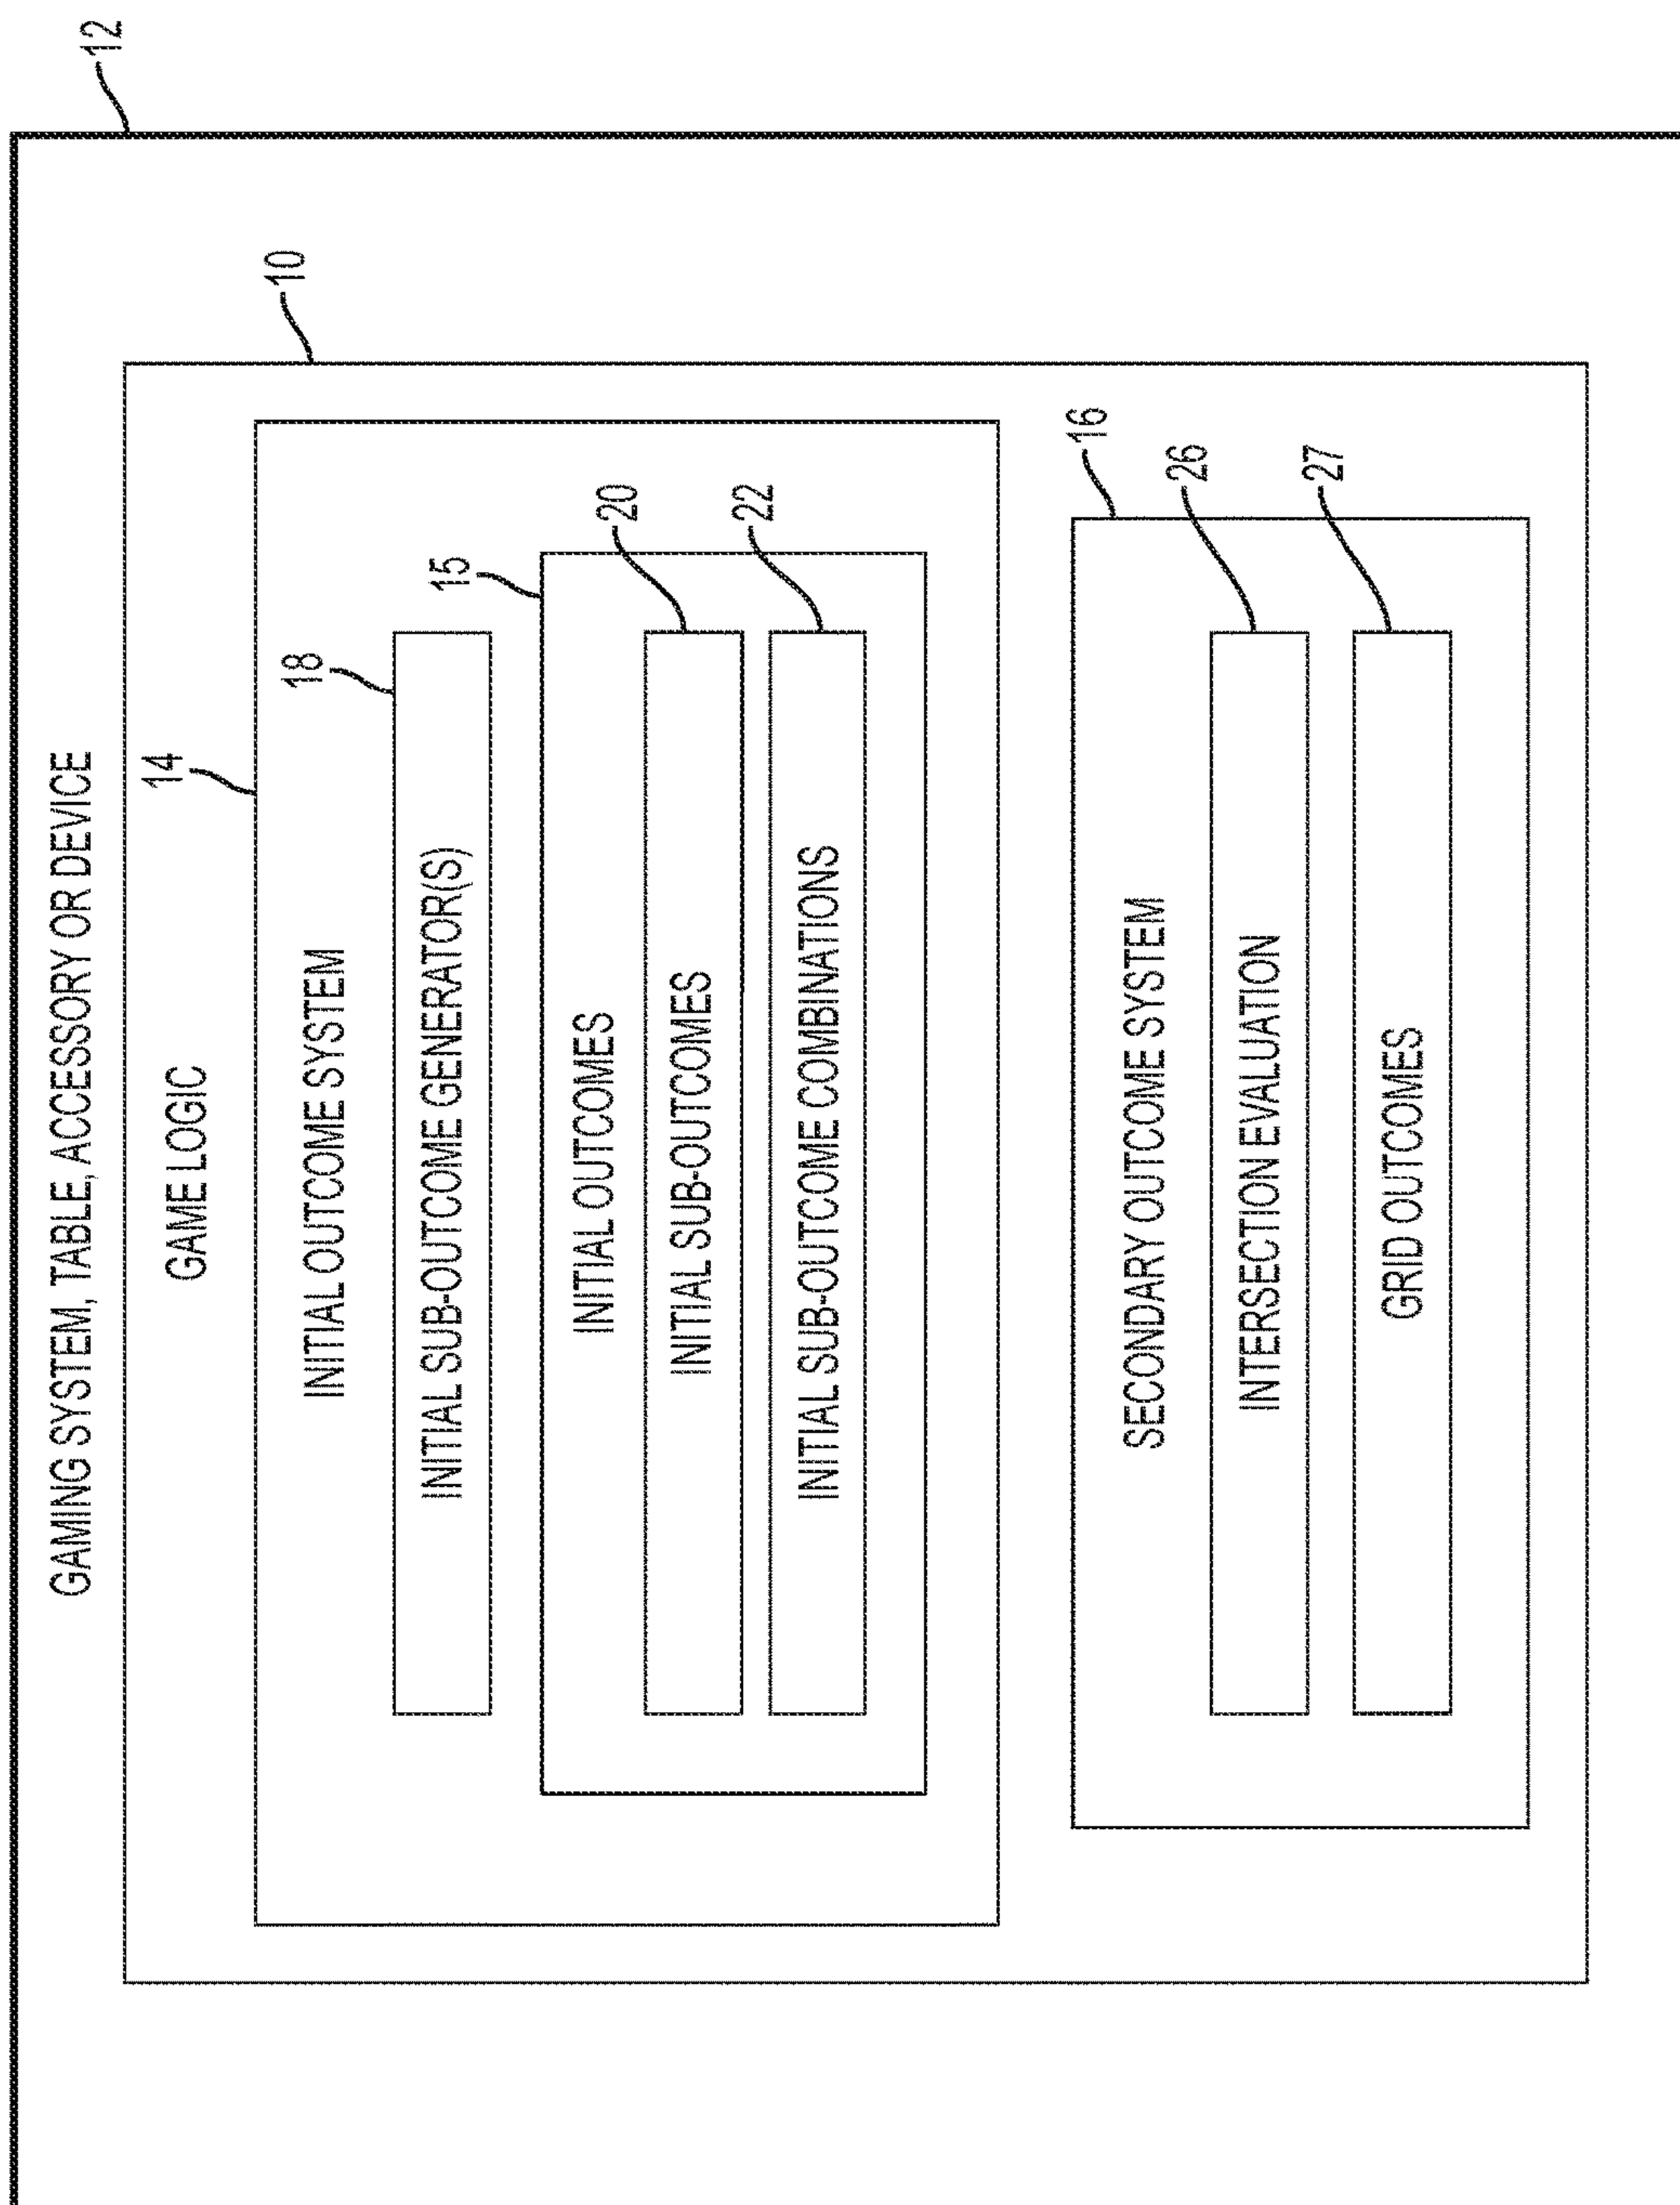 12
GAMING SYSTEM, TABLE, ACCESSORY OR DEVICE
10
GAME LOGIC
14
INITIAL OUTCOME SYSTEM
18
INITIAL SUB-OUTCOME GENERATOR(S)
15
INITIAL OUTCOMES
20
INITIAL SUB-OUTCOMES
22
INITIAL SUB-OUTCOME COMBINATIONS
16
SECONDARY OUTCOME SYSTEM
26
INTERSECTION EVALUATION
27
GRID OUTCOMES